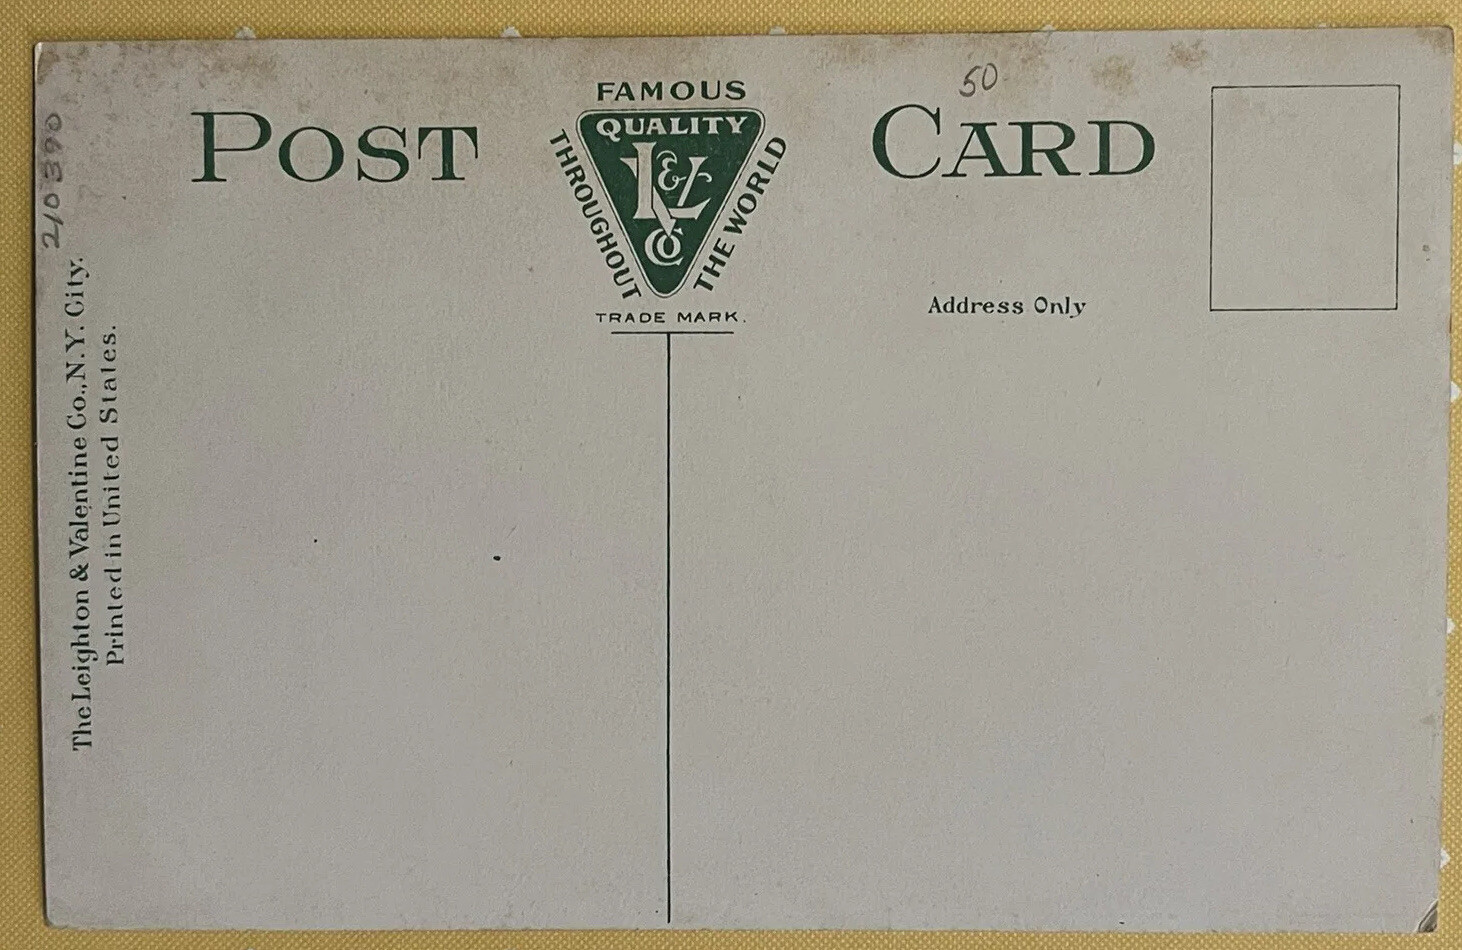 50
FAMOUS
POST
QUALITY
CARD
L & V
CO
THROUGHOUT
THE WORLD
TRADE MARK.
Address Only
210390
The Leighton & Valentine Co., N.Y. City.
Printed in United States.